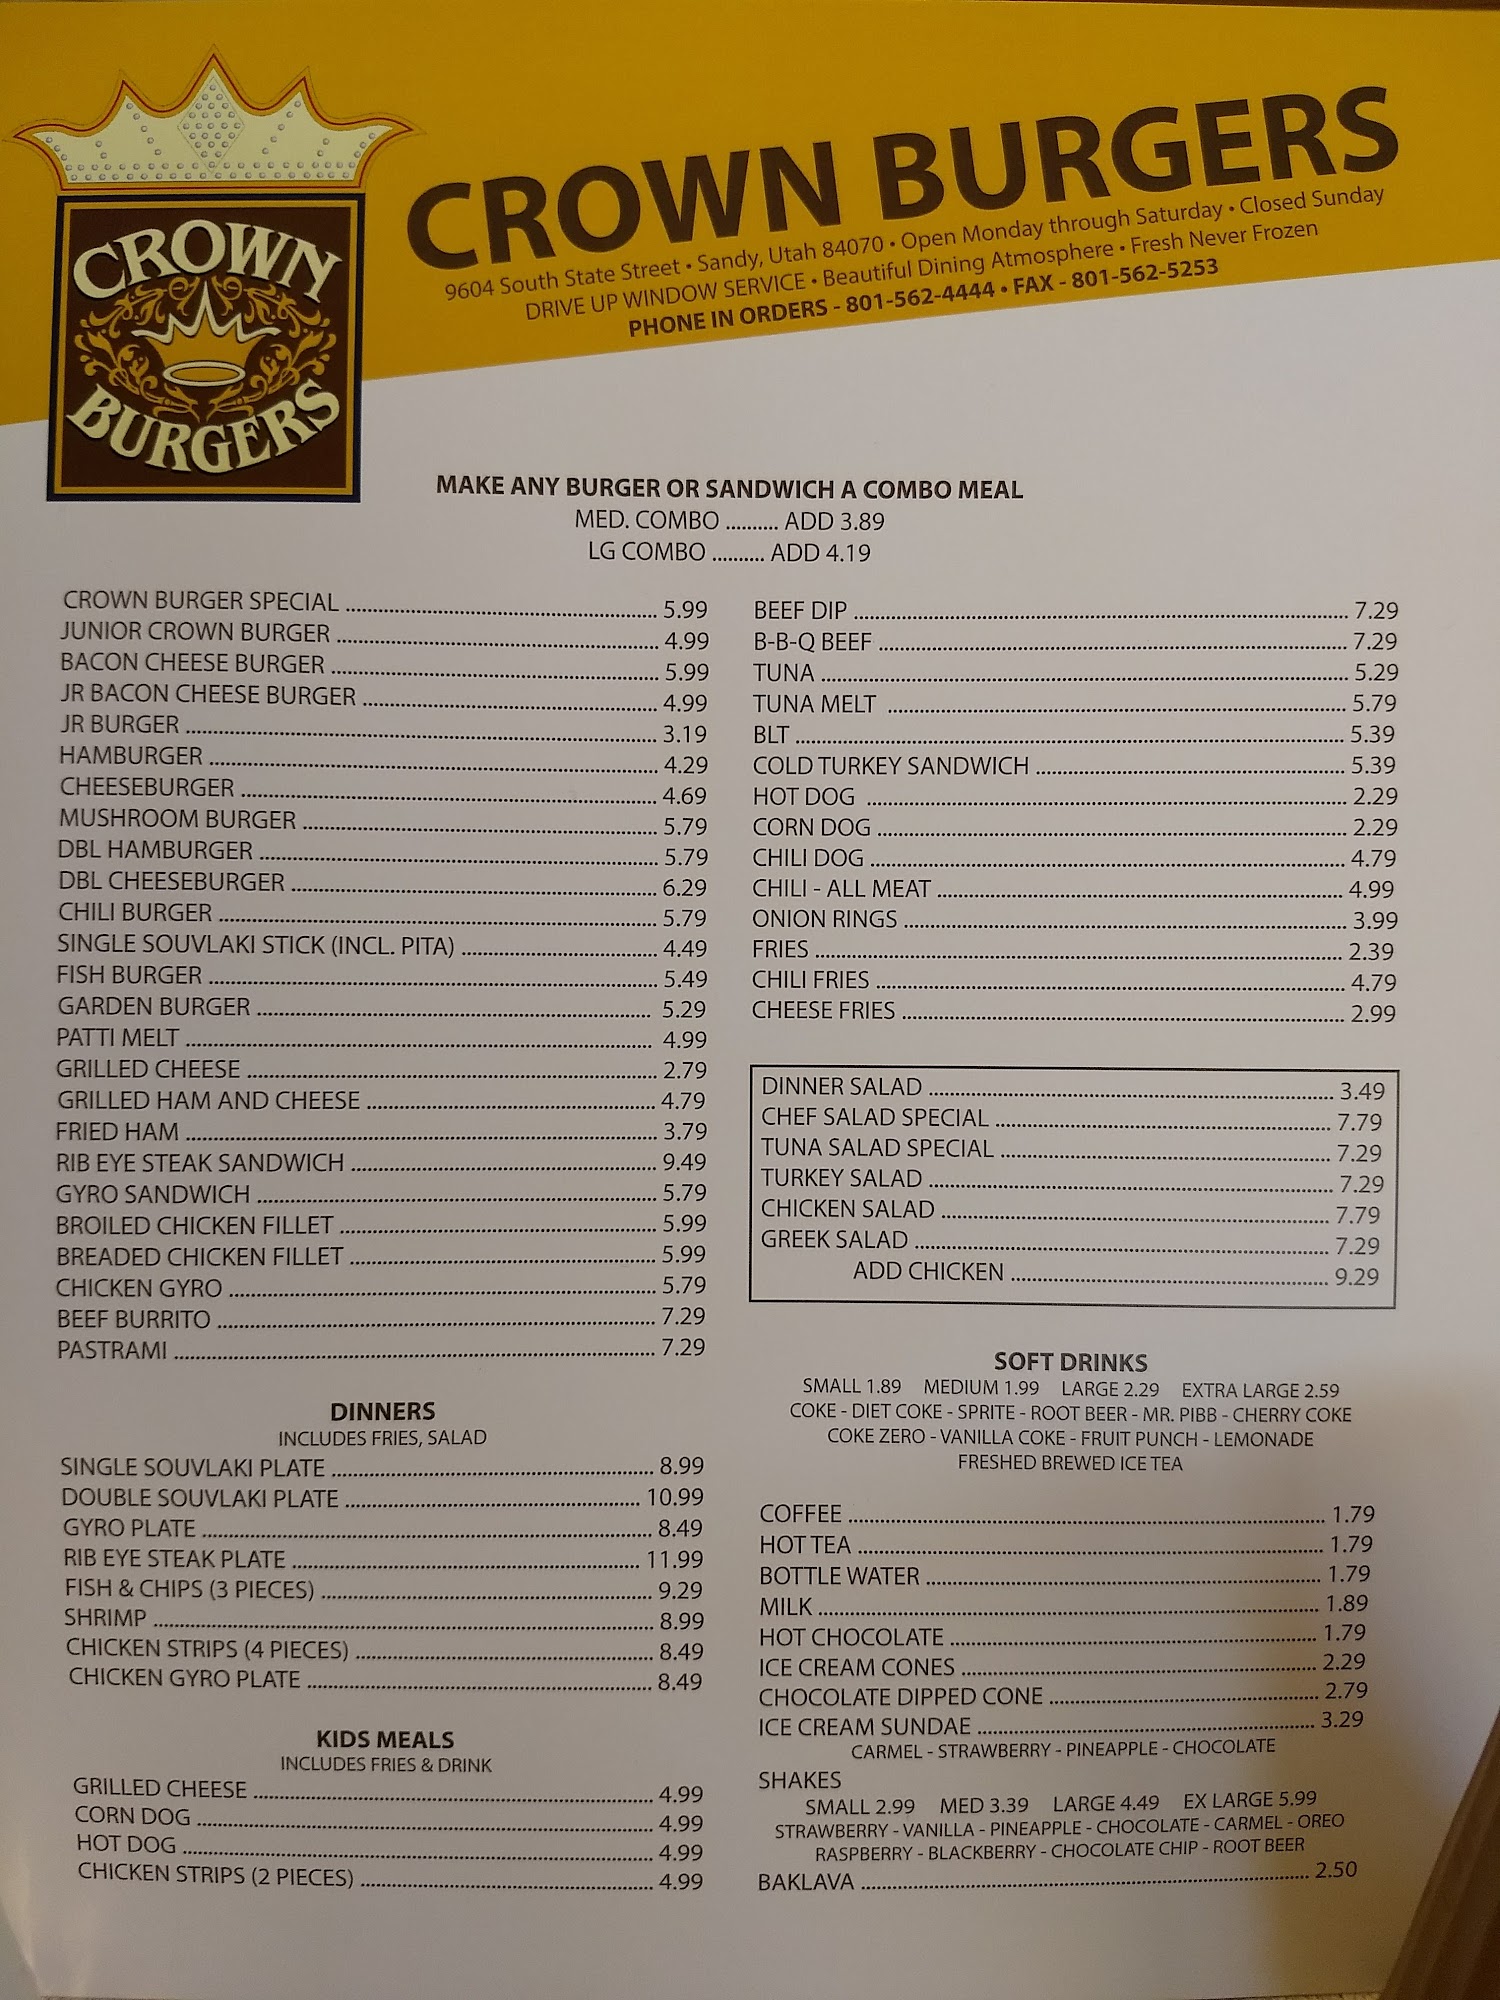 CROWN
BURGERS
CROWN BURGERS
9604 South State Street • Sandy, Utah 84070 • Open Monday through Saturday • Closed Sunday
DRIVE UP WINDOW SERVICE • Beautiful Dining Atmosphere • Fresh Never Frozen
PHONE IN ORDERS - 801-562-4444 • FAX - 801-562-5253
MAKE ANY BURGER OR SANDWICH A COMBO MEAL
MED. COMBO .......... ADD 3.89
LG COMBO .......... ADD 4.19
CROWN BURGER SPECIAL .......... 5.99
JUNIOR CROWN BURGER .......... 4.99
BACON CHEESE BURGER .......... 5.99
JR BACON CHEESE BURGER .......... 4.99
JR BURGER .......... 3.19
HAMBURGER .......... 4.29
CHEESEBURGER .......... 4.69
MUSHROOM BURGER .......... 5.79
DBL HAMBURGER .......... 5.79
DBL CHEESEBURGER .......... 6.29
CHILI BURGER .......... 5.79
SINGLE SOUVLAKI STICK (INCL. PITA) .......... 4.49
FISH BURGER .......... 5.49
GARDEN BURGER .......... 5.29
PATTI MELT .......... 4.99
GRILLED CHEESE .......... 2.79
GRILLED HAM AND CHEESE .......... 4.79
FRIED HAM .......... 3.79
RIB EYE STEAK SANDWICH .......... 9.49
GYRO SANDWICH .......... 5.79
BROILED CHICKEN FILLET .......... 5.99
BREADED CHICKEN FILLET .......... 5.99
CHICKEN GYRO .......... 5.79
BEEF BURRITO .......... 7.29
PASTRAMI .......... 7.29
DINNERS
INCLUDES FRIES, SALAD
SINGLE SOUVLAKI PLATE .......... 8.99
DOUBLE SOUVLAKI PLATE .......... 10.99
GYRO PLATE .......... 8.49
RIB EYE STEAK PLATE .......... 11.99
FISH & CHIPS (3 PIECES) .......... 9.29
SHRIMP .......... 8.99
CHICKEN STRIPS (4 PIECES) .......... 8.49
CHICKEN GYRO PLATE .......... 8.49
KIDS MEALS
INCLUDES FRIES & DRINK
GRILLED CHEESE .......... 4.99
CORN DOG .......... 4.99
HOT DOG .......... 4.99
CHICKEN STRIPS (2 PIECES) .......... 4.99
BEEF DIP .......... 7.29
B-B-Q BEEF .......... 7.29
TUNA .......... 5.29
TUNA MELT .......... 5.79
BLT .......... 5.39
COLD TURKEY SANDWICH .......... 5.39
HOT DOG .......... 2.29
CORN DOG .......... 2.29
CHILI DOG .......... 4.79
CHILI - ALL MEAT .......... 4.99
ONION RINGS .......... 3.99
FRIES .......... 2.39
CHILI FRIES .......... 4.79
CHEESE FRIES .......... 2.99
DINNER SALAD .......... 3.49
CHEF SALAD SPECIAL .......... 7.79
TUNA SALAD SPECIAL .......... 7.29
TURKEY SALAD .......... 7.29
CHICKEN SALAD .......... 7.79
GREEK SALAD .......... 7.29
ADD CHICKEN .......... 9.29
SOFT DRINKS
SMALL 1.89 MEDIUM 1.99 LARGE 2.29 EXTRA LARGE 2.59
COKE - DIET COKE - SPRITE - ROOT BEER - MR. PIBB - CHERRY COKE
COKE ZERO - VANILLA COKE - FRUIT PUNCH - LEMONADE
FRESHED BREWED ICE TEA
COFFEE .......... 1.79
HOT TEA .......... 1.79
BOTTLE WATER .......... 1.79
MILK .......... 1.89
HOT CHOCOLATE .......... 1.79
ICE CREAM CONES .......... 2.29
CHOCOLATE DIPPED CONE .......... 2.79
ICE CREAM SUNDAE .......... 3.29
CARMEL - STRAWBERRY - PINEAPPLE - CHOCOLATE
SHAKES
SMALL 2.99 MED 3.39 LARGE 4.49 EX LARGE 5.99
STRAWBERRY - VANILLA - PINEAPPLE - CHOCOLATE - CARMEL - OREO
RASPBERRY - BLACKBERRY - CHOCOLATE CHIP - ROOT BEER
BAKLAVA .......... 2.50